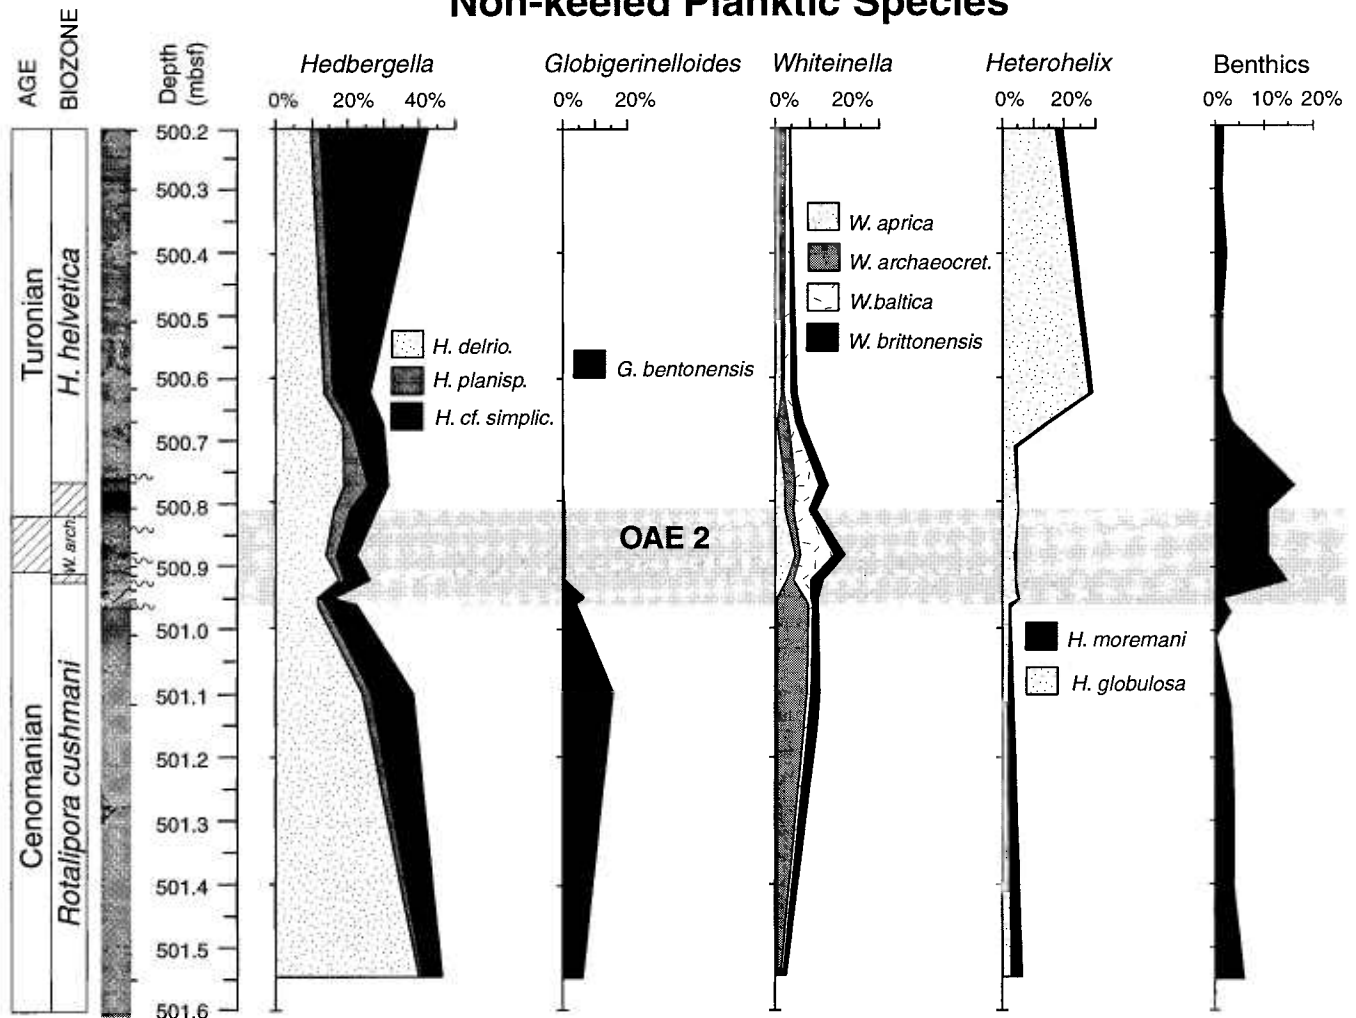 Non-keeled Planktic Species
AGE
BIOZONE
Depth
(mbsf)
Hedbergella
Globigerinelloides
Whiteinella
Heterohelix
Benthics
0% 20% 40%
0% 20%
0% 20%
0% 20%
0% 10% 20%
500.2
500.3
500.4
500.5
500.6
500.7
500.8
500.9
501.0
501.1
501.2
501.3
501.4
501.5
501.6
Turonian
Cenomanian
H. helvetica
W. arch.
Rotalipora cushmani
H. delrio.
H. planisp.
H. cf. simplic.
G. bentonensis
W. aprica
W. archaeocret.
W.baltica
W. brittonensis
OAE 2
H. moremani
H. globulosa